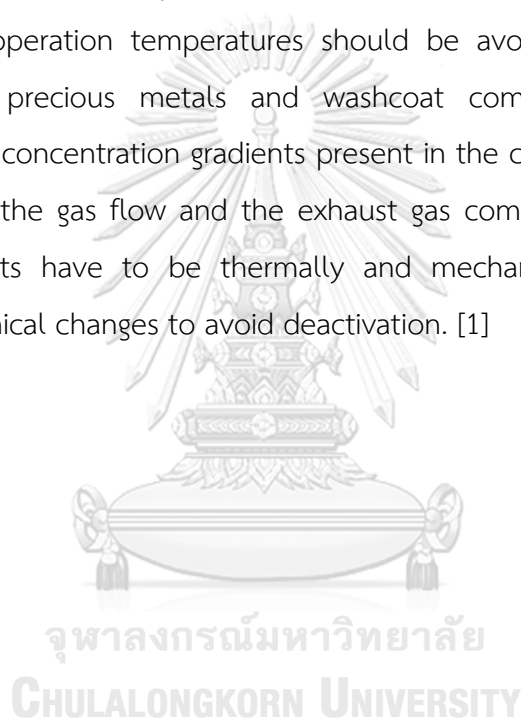 operation temperatures should be avo
precious metals and washcoat com
concentration gradients present in the c
the gas flow and the exhaust gas com
ts have to be thermally and mechan
nical changes to avoid deactivation. [1]
จุฬาลงกรณ์มหาวิทยาลัย
CHULALONGKORN UNIVERSITY